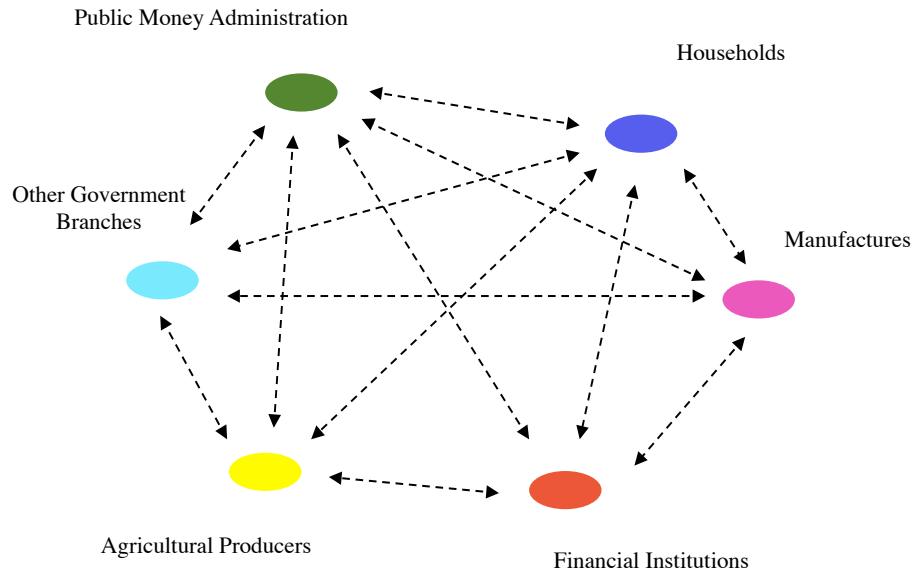 Public Money Administration
Households
Other Government
Branches
Manufactures
Agricultural Producers
Financial Institutions